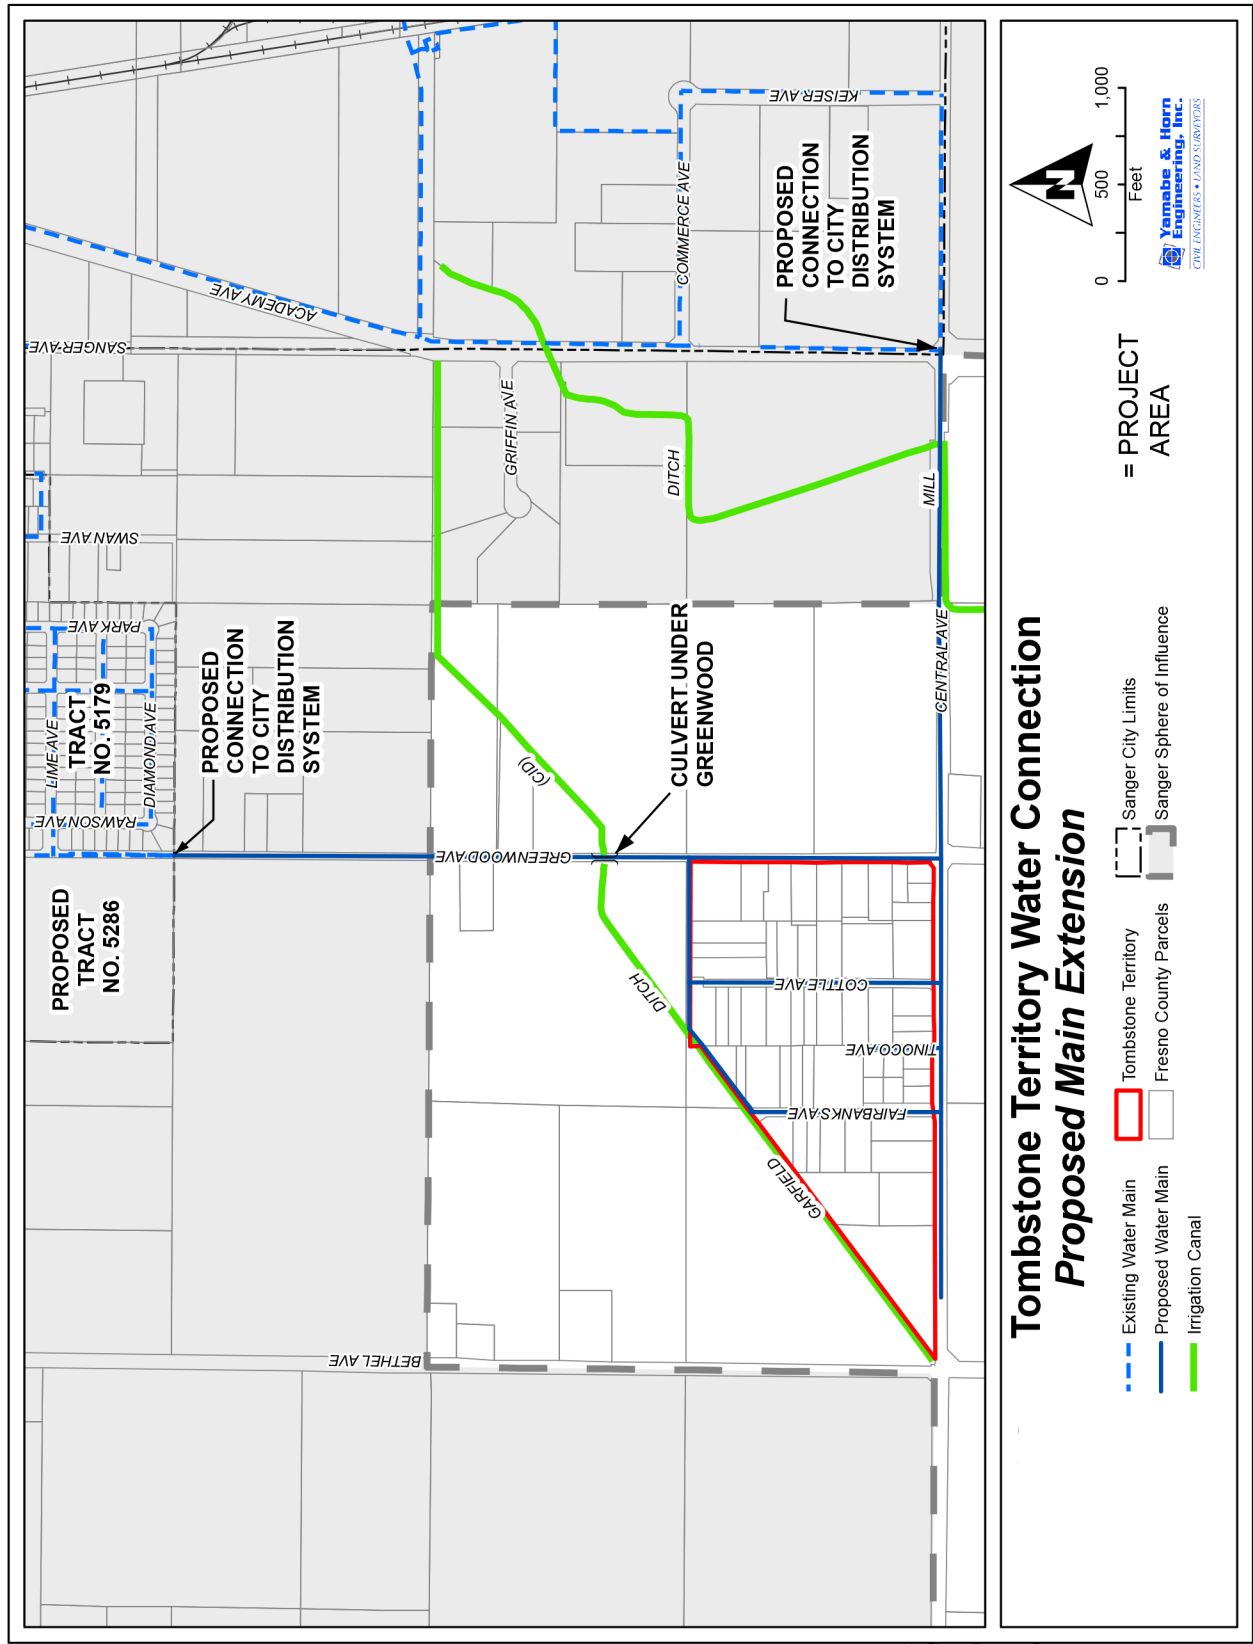 SANGER AVE
ACADEMY AVE
KEISER AVE
COMMERCE AVE
GRIFFIN AVE
SWAN AVE
PARK AVE
LIME AVE
DIAMOND AVE
RAWSON AVE
TRACT
NO. 5179
PROPOSED
TRACT
NO. 5286
PROPOSED
CONNECTION
TO CITY
DISTRIBUTION
SYSTEM
PROPOSED
CONNECTION
TO CITY
DISTRIBUTION
SYSTEM
MILL
DITCH
CENTRAL AVE
CULVERT UNDER
GREENWOOD
(CID)
GREENWOOD AVE
DITCH
GARFIELD
COTTLE AVE
TINOCO AVE
FAIRBANKS AVE
BETHEL AVE
Tombstone Territory Water Connection
Proposed Main Extension
Existing Water Main
Proposed Water Main
Irrigation Canal
Tombstone Territory
Fresno County Parcels
Sanger City Limits
Sanger Sphere of Influence
= PROJECT
AREA
N
0 500 1,000
Feet
Yamabe & Horn
Engineering, Inc.
CIVIL ENGINEERS • LAND SURVEYORS